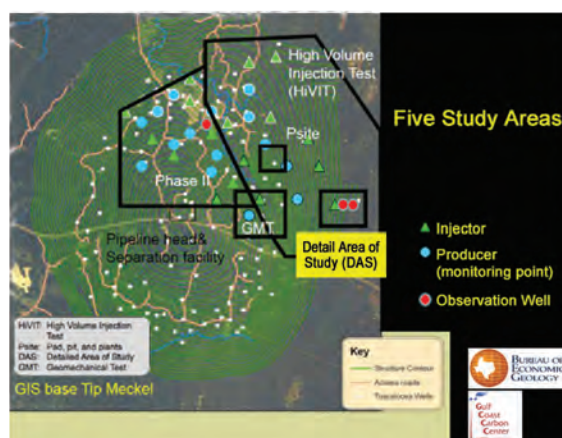 High Volume
Injection Test
(HiVIT)
Five Study Areas
Psite
Phase II
GMT
Pipeline head&
Separation facility
Detail Area of
Study (DAS)
Injector
Producer
(monitoring point)
Observation Well
HiVIT: High Volume Injection
Test
Psite: Pad, pit, and plants
DAS: Detailed Area of Study
GMT: Geomechanical Test
GIS base Tip Meckel
Key
Structure Contour
Access roads
Tuscaloosa Wells
BUREAU OF
ECONOMIC
GEOLOGY
Gulf
Coast
Carbon
Center